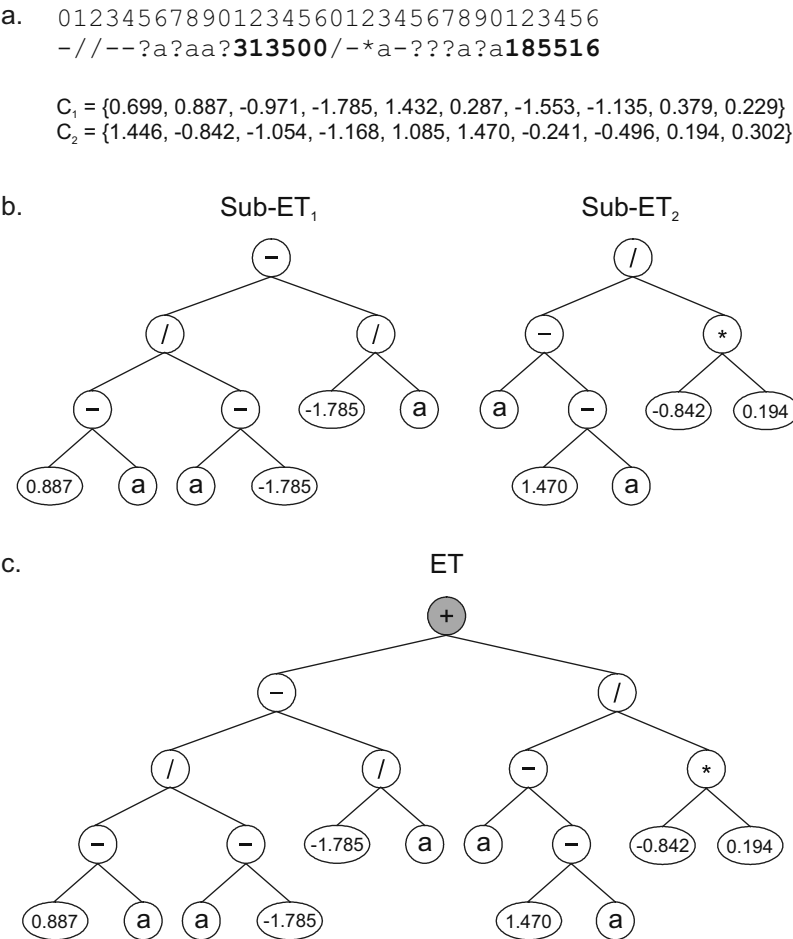 a.
0123456789012345601234567890123456
-//--?a?aa?313500/-*a-???a?a185516
C₁ = {0.699, 0.887, -0.971, -1.785, 1.432, 0.287, -1.553, -1.135, 0.379, 0.229}
C₂ = {1.446, -0.842, -1.054, -1.168, 1.085, 1.470, -0.241, -0.496, 0.194, 0.302}
b.
Sub-ET₁ Sub-ET₂
− /
/ / − *
− − -1.785 a a − -0.842 0.194
0.887 a a -1.785 1.470 a
c.
ET
+
− /
/ / − *
− − -1.785 a a − -0.842 0.194
0.887 a a -1.785 1.470 a